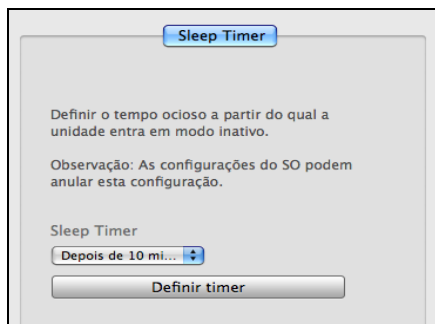 Sleep Timer
Definir o tempo ocioso a partir do qual a
unidade entra em modo inativo.
Observação: As configurações do SO podem
anular esta configuração.
Sleep Timer
Depois de 10 mi...
Definir timer